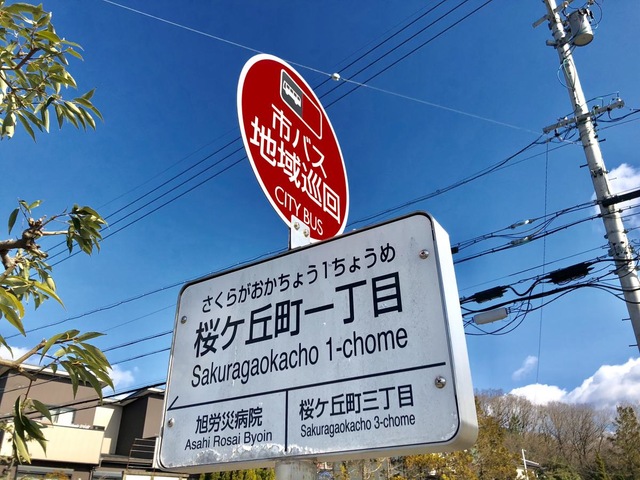 市バス
地域巡回
CITY BUS
さくらがおかちょう1ちょうめ
桜ケ丘町一丁目
Sakuragaokacho 1-chome
旭労災病院
Asahi Rosai Byoin
桜ケ丘町三丁目
Sakuragaokacho 3-chome